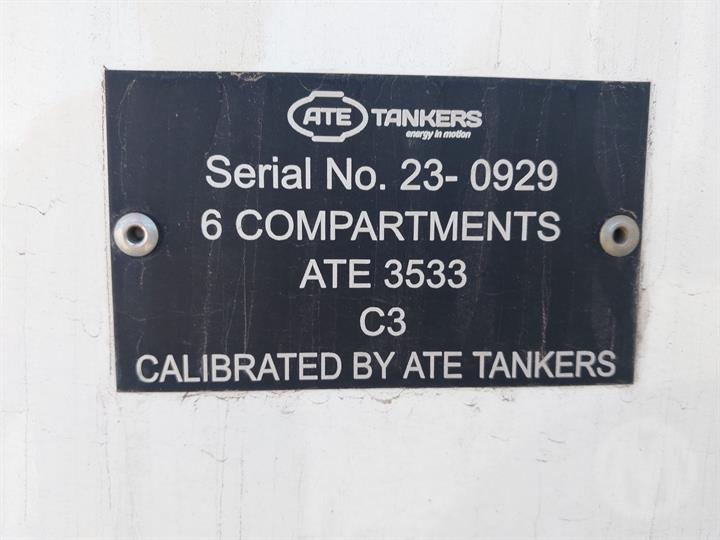 ATE TANKERS
energy in motion
Serial No. 23- 0929
6 COMPARTMENTS
ATE 3533
C3
CALIBRATED BY ATE TANKERS